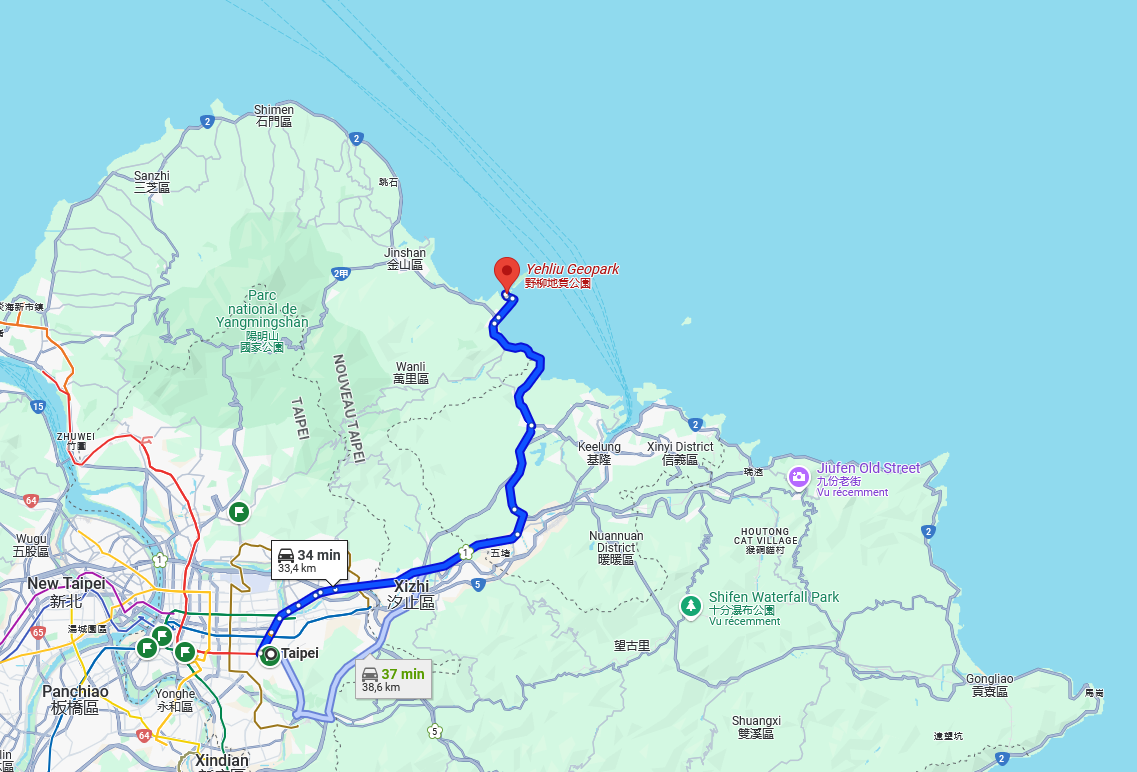 Shimen
石門區
2
2
Sanzhi
三芝區
跳石
Jinshan
金山區
2甲
Yehliu Geopark
野柳地質公園
淡海新市鎮
Parc
national de
Yangmingshan
陽明山
國家公園
NOUVEAU TAIPEI
TAIPEI
Wanli
萬里區
15
ZHUWEI
竹圍
2
Keelung
基隆
Xinyi District
信義區
瑞濱
Jiufen Old Street
九份老街
Vu récemment
64
2
Wugu
五股區
1
34 min
33,4 km
1
五堵
Nuannuan
District
暖暖區
HOUTONG
CAT VILLAGE
猴硐貓村
New Taipei
新北
Xizhi
汐止區
5
Shifen Waterfall Park
十分瀑布公園
Vu récemment
65
湯城園區
望古里
Taipei
37 min
38,6 km
Panchiao
板橋區
Yonghe
永和區
Gongliao
貢寮區
馬崗
64
5
Shuangxi
雙溪區
遠望坑
2
Xindian